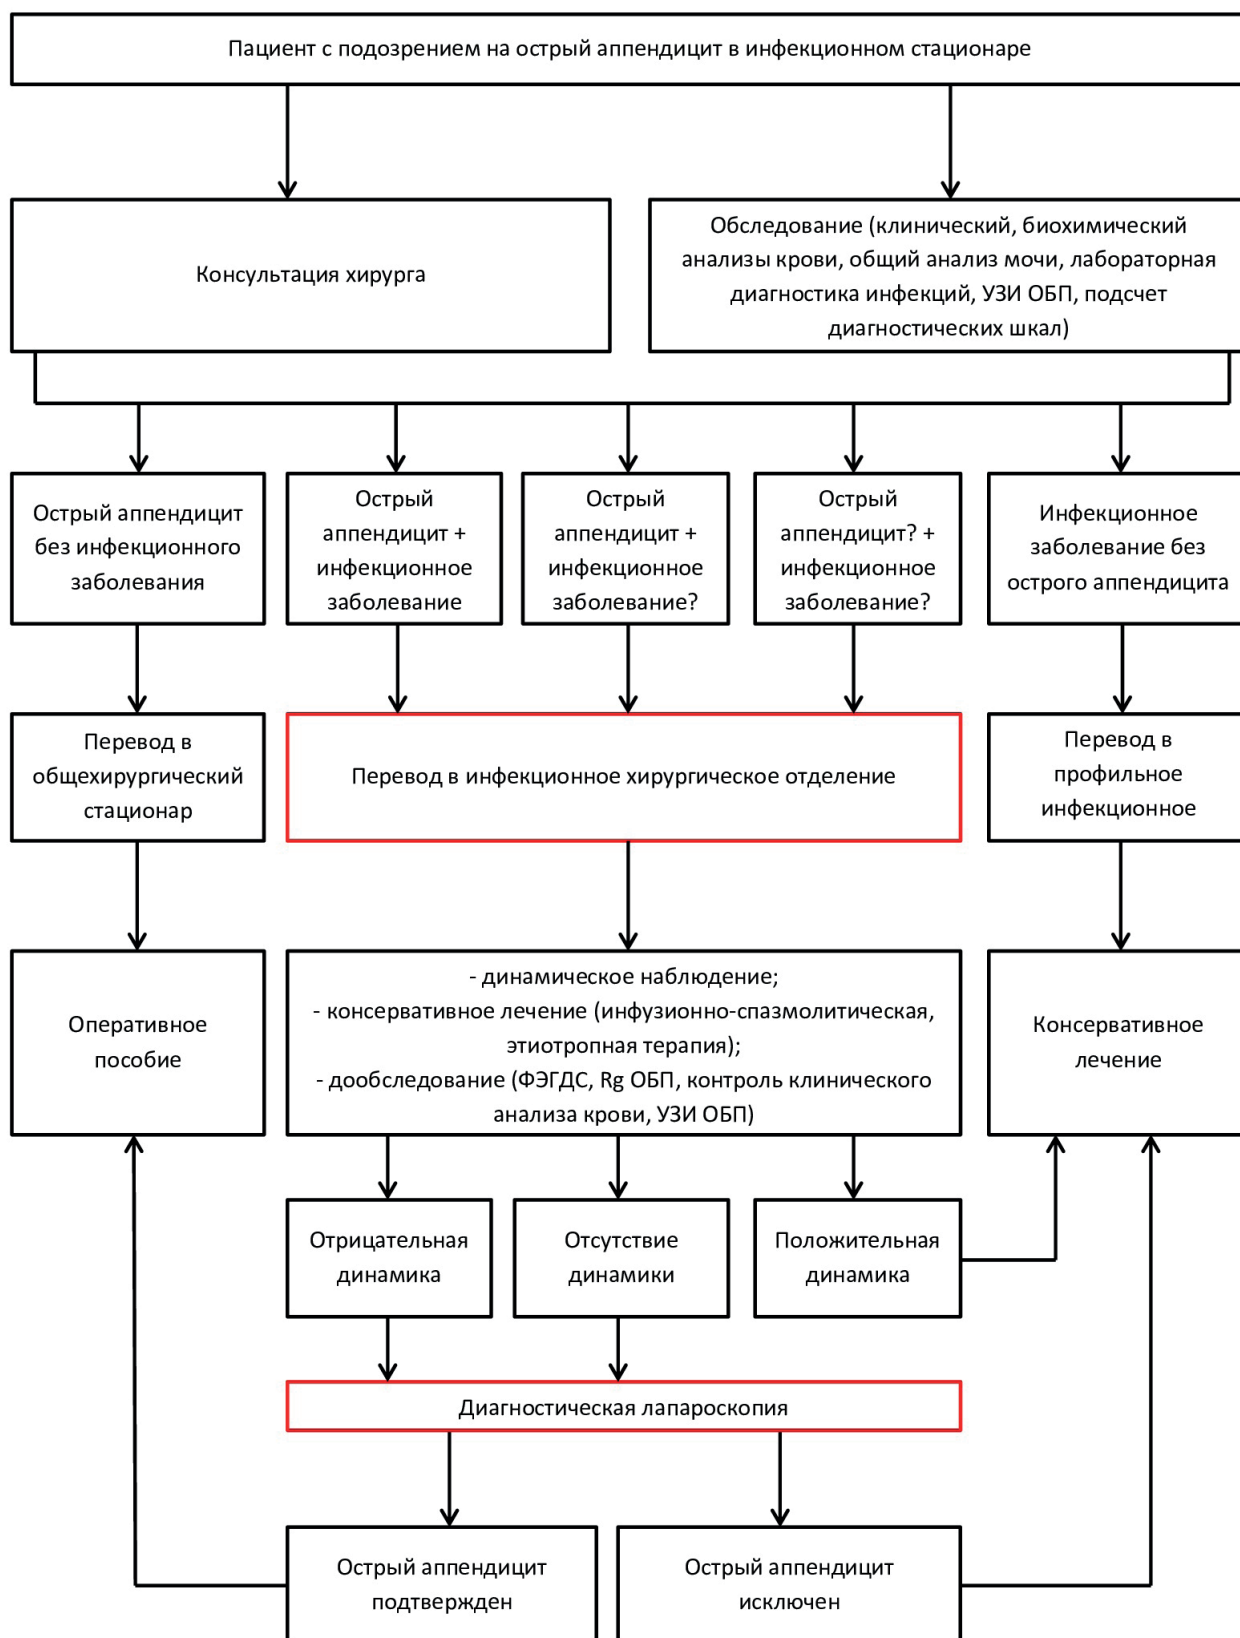 Пациент с подозрением на острый аппендицит в инфекционном стационаре
Консультация хирурга
Обследование (клинический, биохимический
анализы крови, общий анализ мочи, лабораторная
диагностика инфекций, УЗИ ОБП, подсчет
диагностических шкал)
Острый аппендицит
без инфекционного
заболевания
Острый
аппендицит +
инфекционное
заболевание
Острый
аппендицит +
инфекционное
заболевание?
Острый
аппендицит? +
инфекционное
заболевание?
Инфекционное
заболевание без
острого аппендицита
Перевод в
общехирургический
стационар
Перевод в инфекционное хирургическое отделение
Перевод в
профильное
инфекционное
Оперативное
пособие
- динамическое наблюдение;
- консервативное лечение (инфузионно-спазмолитическая,
этиотропная терапия);
- дообследование (ФЭГДС, Rg ОБП, контроль клинического
анализа крови, УЗИ ОБП)
Консервативное
лечение
Отрицательная
динамика
Отсутствие
динамики
Положительная
динамика
Диагностическая лапароскопия
Острый аппендицит
подтвержден
Острый аппендицит
исключен